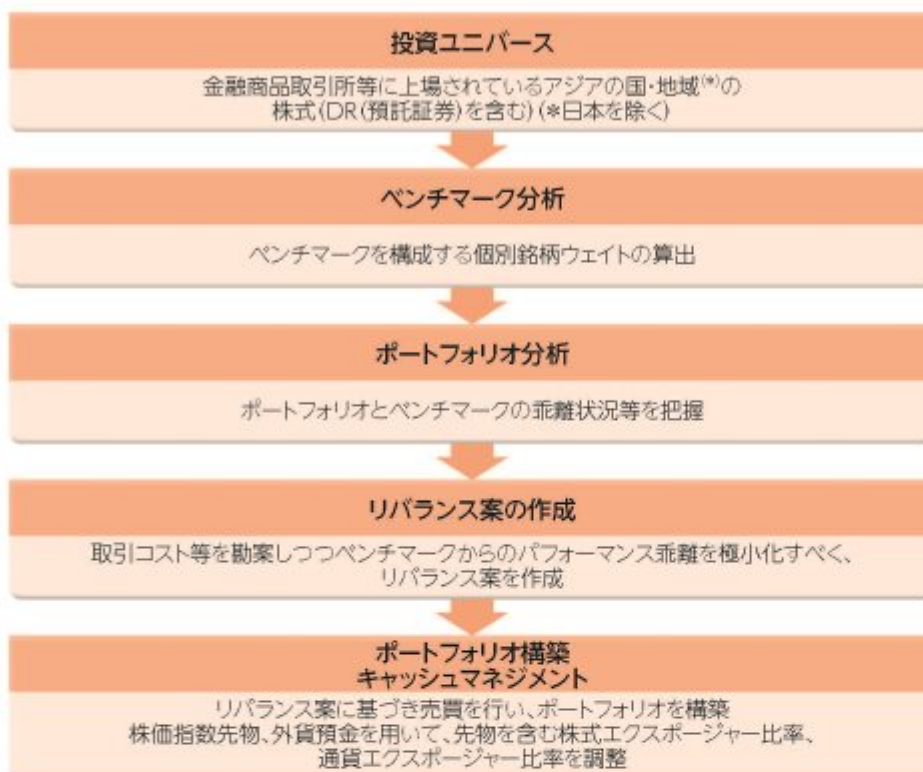 投資ユニバース
金融商品取引所等に上場されているアジアの国・地域(*)の
株式(DR(預託証券)を含む)(*日本を除く)
ベンチマーク分析
ベンチマークを構成する個別銘柄ウェイトの算出
ポートフォリオ分析
ポートフォリオとベンチマークの乖離状況等を把握
リバランス案の作成
取引コスト等を勘案しつつベンチマークからのパフォーマンス乖離を極小化すべく、
リバランス案を作成
ポートフォリオ構築
キャッシュマネジメント
リバランス案に基づき売買を行い、ポートフォリオを構築
株価指数先物、外貨預金を用いて、先物を含む株式エクスポージャー比率、
通貨エクスポージャー比率を調整